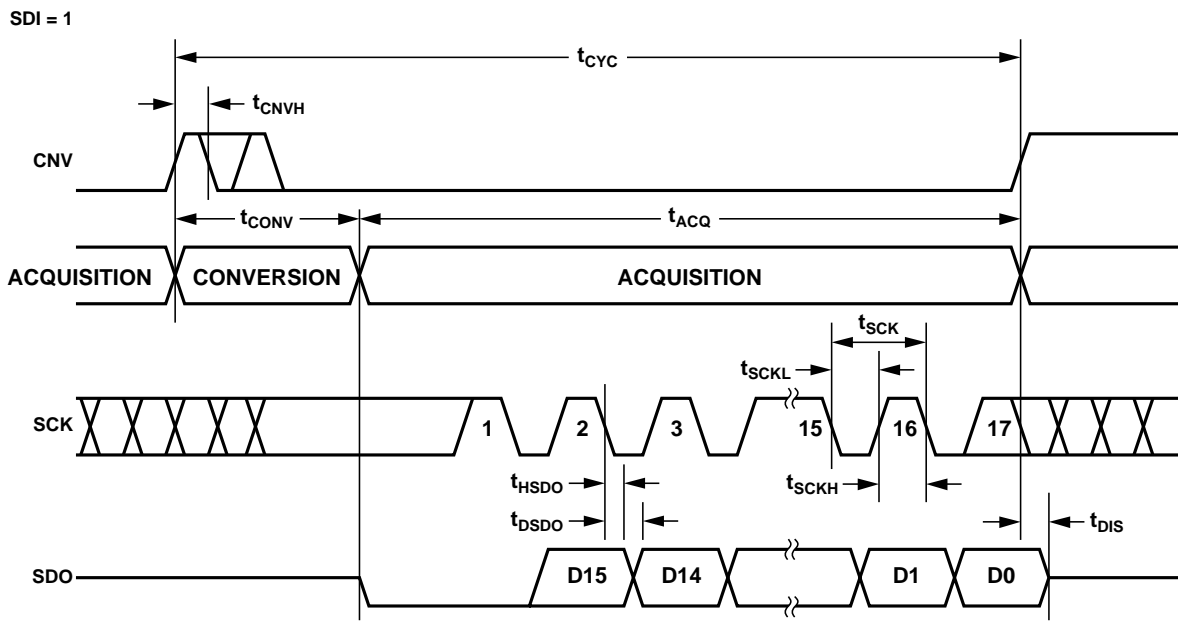 SDI = 1
tCYC
tCNVH
CNV
tCONV
tACQ
ACQUISITION CONVERSION ACQUISITION
tSCK
tSCKL
SCK 1 2 3 15 16 17
tHSDO
tSCKH
tDSDO
tDIS
SDO D15 D14 D1 D0